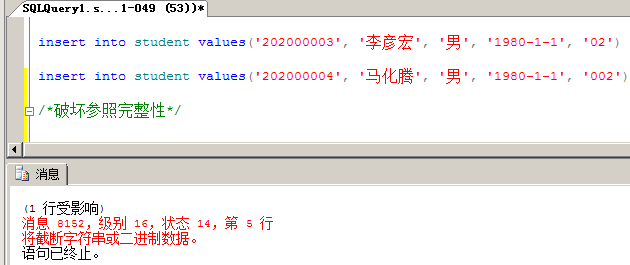 SQLQuery1.s...1-049 (53))*
insert into student values('202000003', '李彦宏', '男', '1980-1-1', '02')
insert into student values('202000004', '马化腾', '男', '1980-1-1', '002')
/*破坏参照完整性*/
消息
(1 行受影响)
消息 8152，级别 16，状态 14，第 5 行
将截断字符串或二进制数据。
语句已终止。